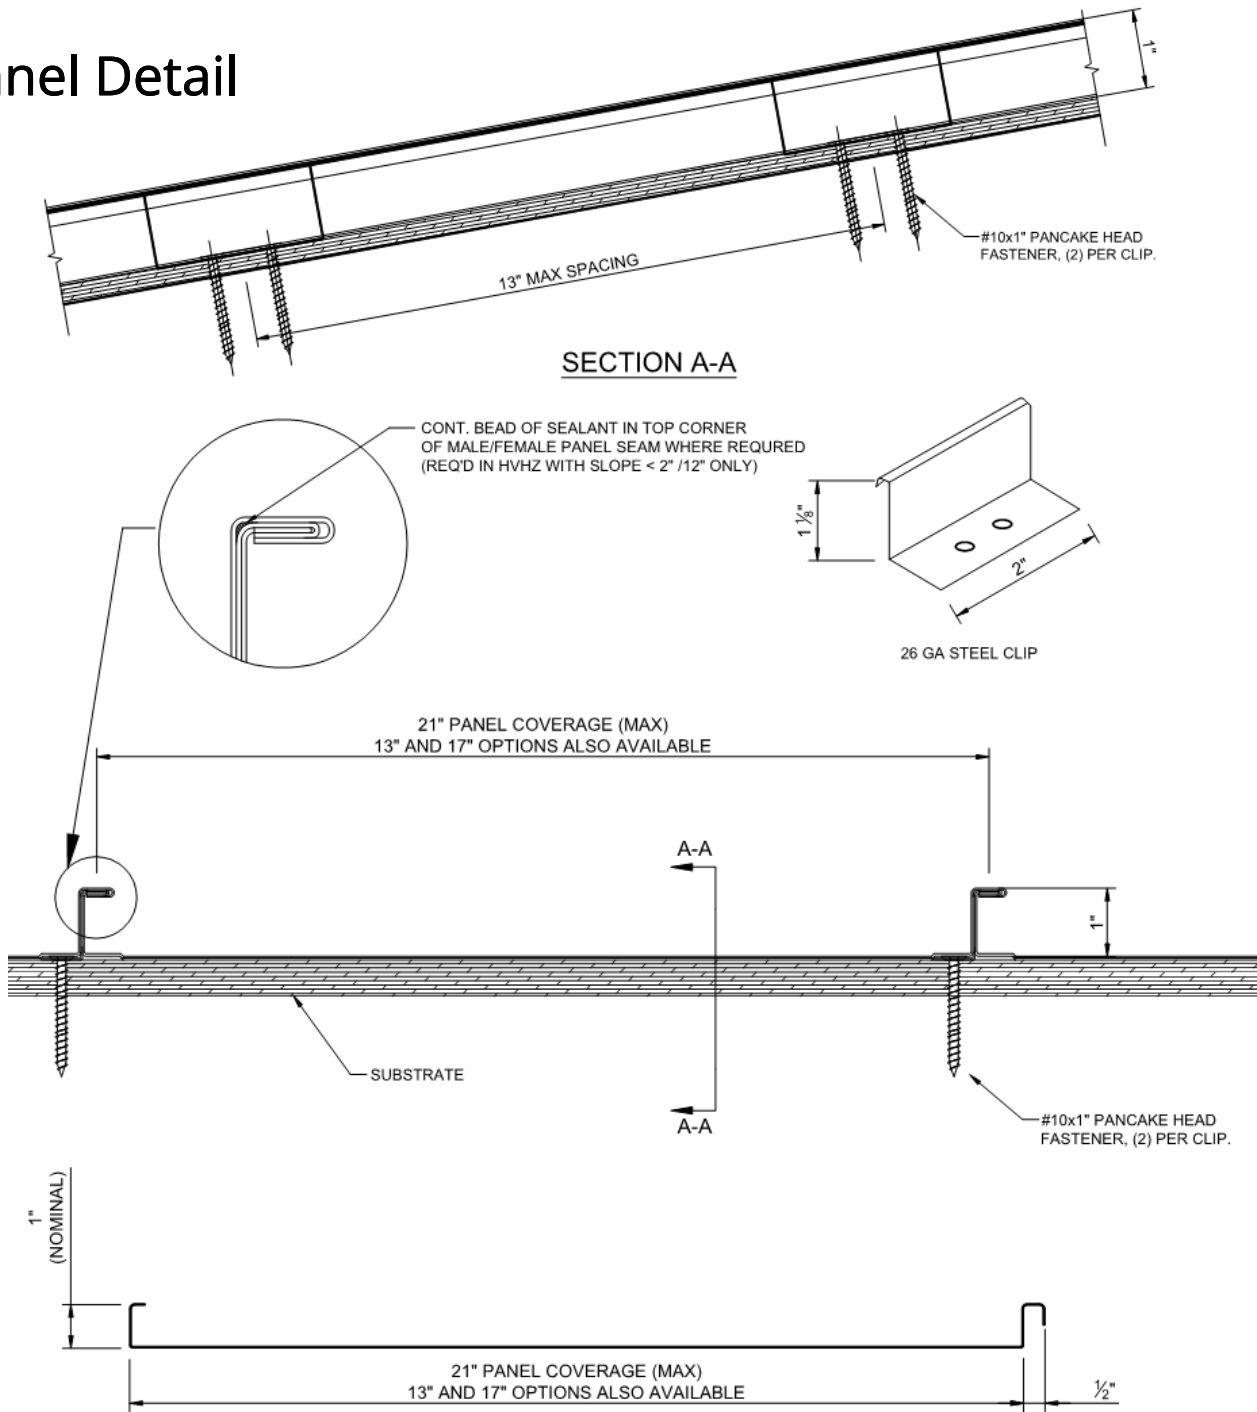 nel Detail
1"
#10x1" PANCAKE HEAD
FASTENER, (2) PER CLIP.
13" MAX SPACING
SECTION A-A
CONT. BEAD OF SEALANT IN TOP CORNER
OF MALE/FEMALE PANEL SEAM WHERE REQURED
(REQ'D IN HVHZ WITH SLOPE < 2" /12" ONLY)
1 ⅛"
2"
26 GA STEEL CLIP
21" PANEL COVERAGE (MAX)
13" AND 17" OPTIONS ALSO AVAILABLE
A-A
1"
SUBSTRATE
A-A
#10x1" PANCAKE HEAD
FASTENER, (2) PER CLIP.
1"
(NOMINAL)
21" PANEL COVERAGE (MAX)
13" AND 17" OPTIONS ALSO AVAILABLE
½"